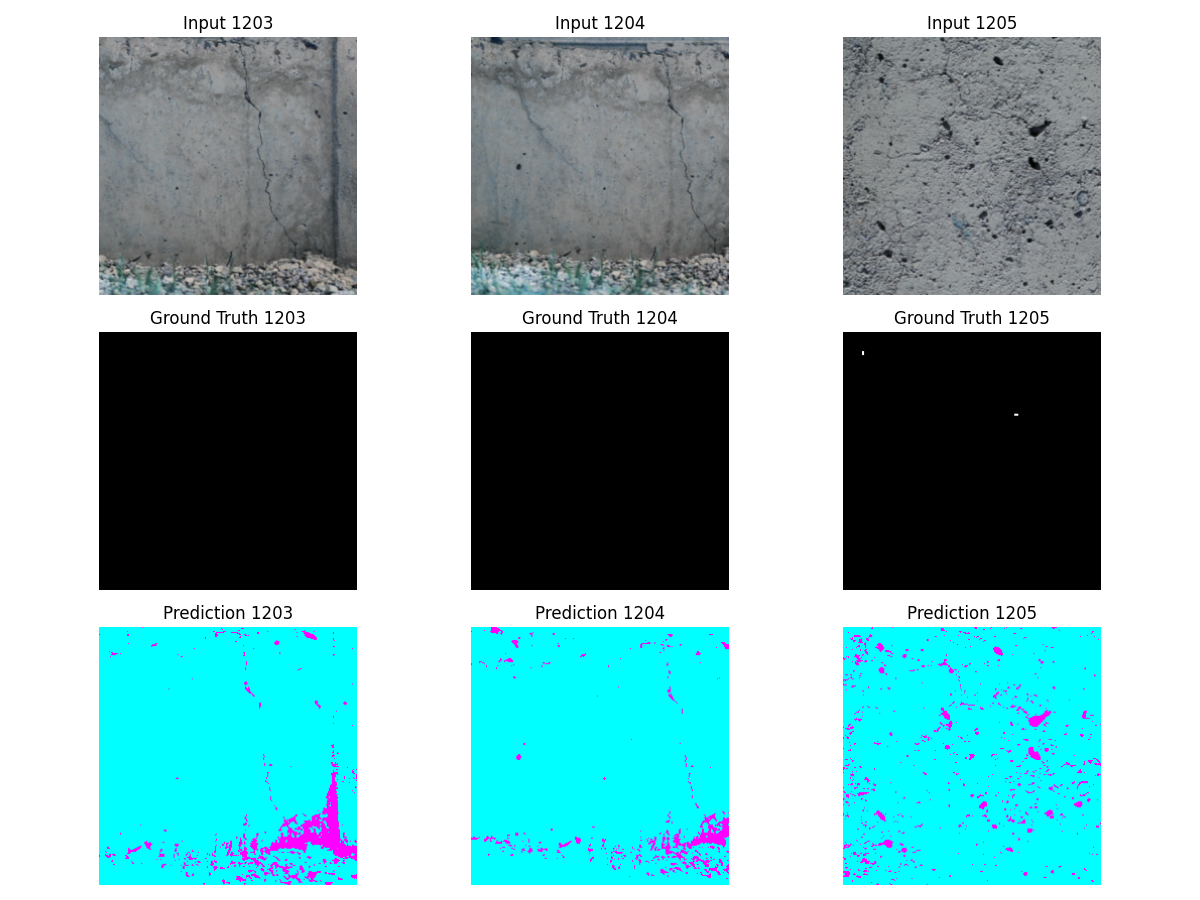 Input 1203
Input 1204
Input 1205
Ground Truth 1203
Ground Truth 1204
Ground Truth 1205
Prediction 1203
Prediction 1204
Prediction 1205